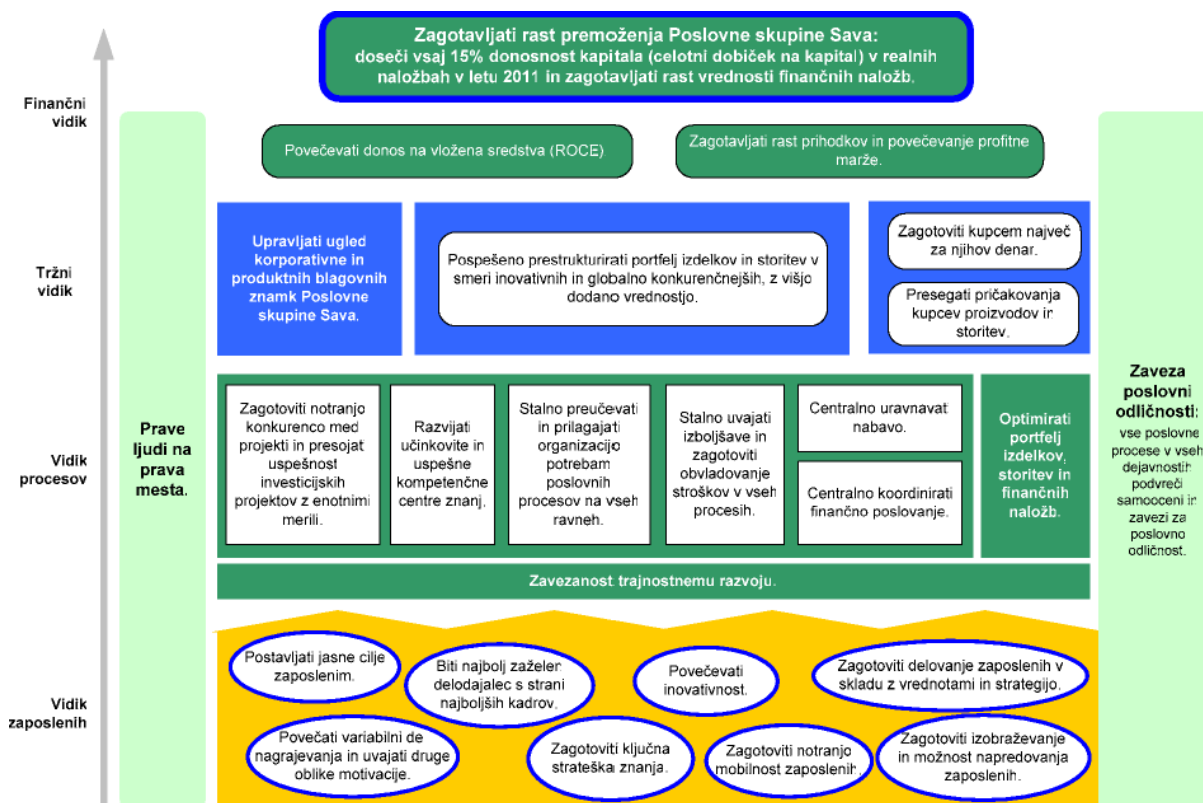 Zagotavljati rast premoženja Poslovne skupine Sava:
doseči vsaj 15% donosnost kapitala (celotni dobiček na kapital) v realnih
naložbah v letu 2011 in zagotavljati rast vrednosti finančnih naložb.
Finančni
vidik
Povečevati donos na vložena sredstva (ROCE)
Zagotavljati rast prihodkov in povečevanje profitne
marže.
Tržni
vidik
Upravljati ugled
korporativne in
produktnih blagovnih
znamk Poslovne
skupine Sava.
Pospešeno prestrukturirati portfelj izdelkov in storitev v
smeri inovativnih in globalno konkurenčnejših, z višjo
dodano vrednostjo.
Zagotoviti kupcem največ
za njihov denar.
Presegati pričakovanja
kupcev proizvodov in
storitev.
Vidik
procesov
Prave
ljudi na
prava
mesta.
Zagotoviti notranjo
konkurenco med
projekti in presojat
uspešnost
investicijskih
projektov z enotnimi
merili.
Razvijati
učinkovite in
uspešne
kompetenčne
centre znanj.
Stalno preučevati
in prilagajati
organizacijo
potrebam
poslovnih
procesov na vseh
ravneh.
Stalno uvajati
izboljšave in
zagotoviti
obvladovanje
stroškov v vseh
procesih.
Centralno uravnavati
nabavo.
Centralno koordinirati
finančno poslovanje.
Optimirati
portfelj
izdelkov,
storitev in
finančnih
naložb.
Zaveza
poslovni
odličnosti:
vse poslovne
procese v vseh
dejavnostih
podvreči
samooceni in
zavezi za
poslovno
odličnost.
Zavezanost trajnostnemu razvoju.
Vidik
zaposlenih
Postavljati jasne cilje
zaposlenim.
Biti najbolj zaželen
delodajalec s strani
najboljših kadrov.
Povečevati
inovativnost.
Zagotoviti delovanje zaposlenih v
skladu z vrednotami in strategijo.
Povečati variabilni de
nagrajevanja in uvajati druge
oblike motivacije.
Zagotoviti ključna
strateška znanja.
Zagotoviti notranjo
mobilnost zaposlenih.
Zagotoviti izobraževanje
in možnost napredovanja
zaposlenih.